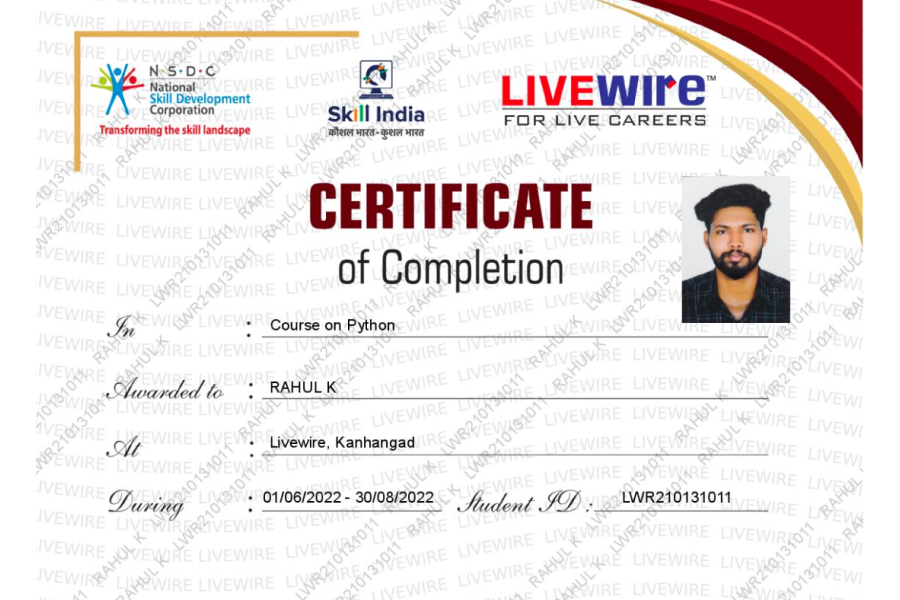 N·S·D·C
National
Skill Development
Corporation
Transforming the skill landscape
Skill India
कौशल भारत-कुशल भारत
LIVEWIRE™
FOR LIVE CAREERS
CERTIFICATE
of Completion
In : Course on Python
Awarded to : RAHUL K
At : Livewire, Kanhangad
During : 01/06/2022 - 30/08/2022 Student ID : LWR210131011